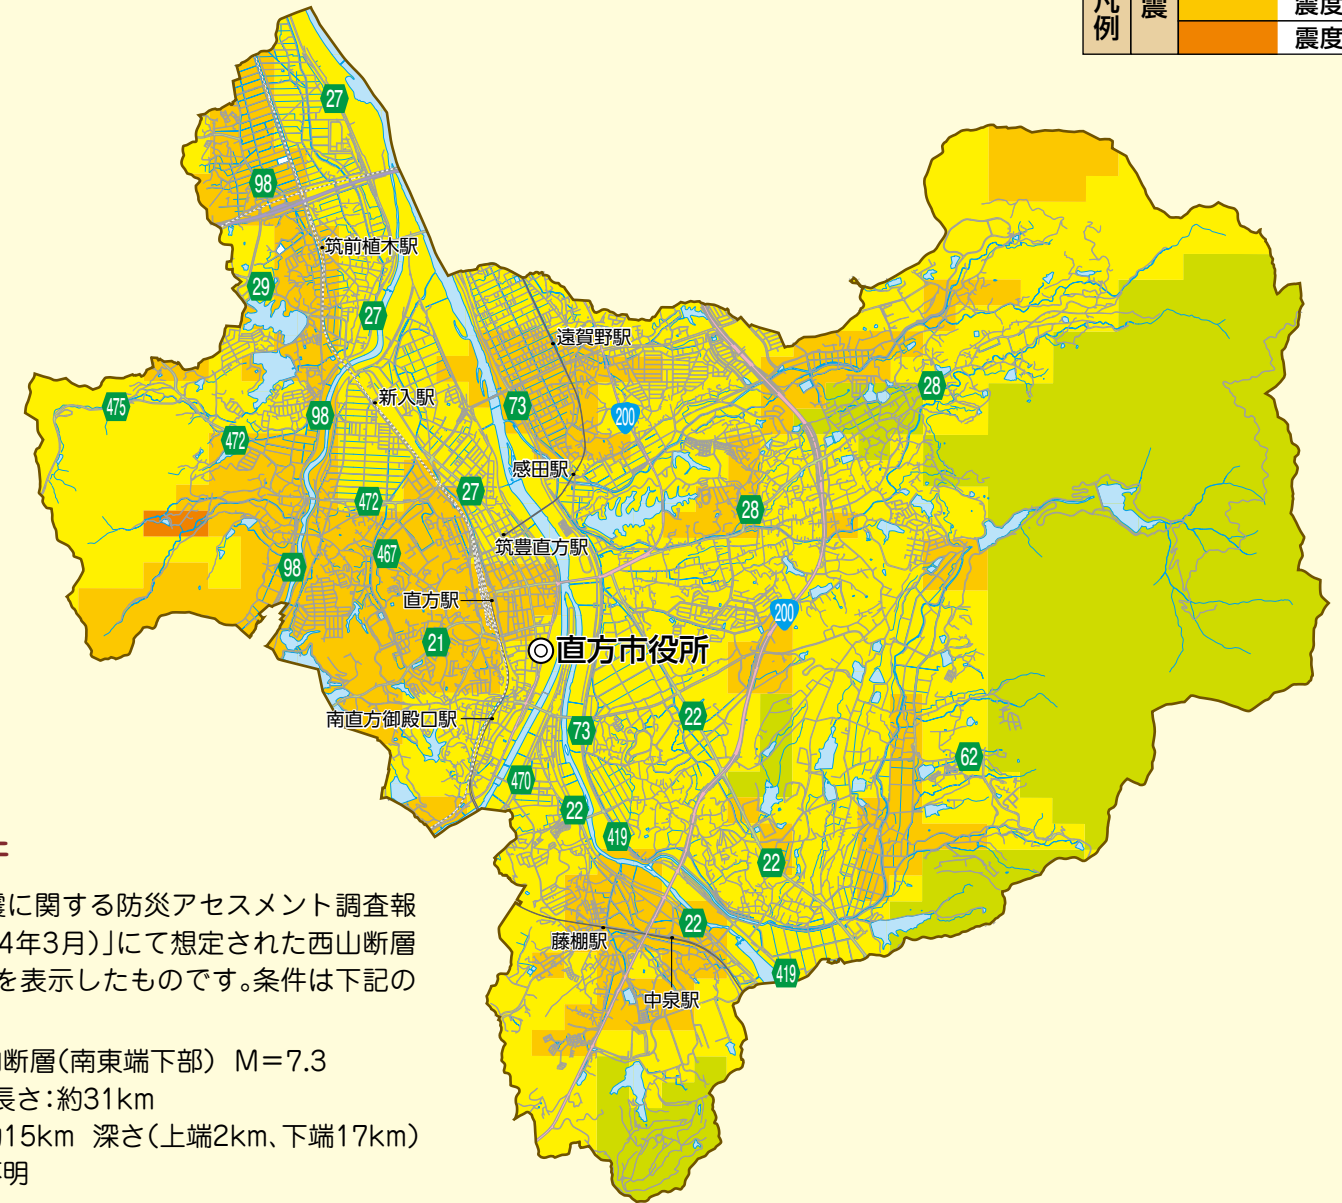 凡例
震
震度
震度
27
98
筑前植木駅
29
27
遠賀野駅
新入駅
475
98
73
200
28
472
感田駅
27
472
28
筑豊直方駅
467
98
直方駅
200
21
◎直方市役所
南直方御殿口駅
22
73
62
470
22
419
22
22
藤棚駅
419
中泉駅
震に関する防災アセスメント調査報
4年3月)」にて想定された西山断層
を表示したものです。条件は下記の
断層(南東端下部) M=7.3
長さ:約31km
15km 深さ(上端2km、下端17km)
明